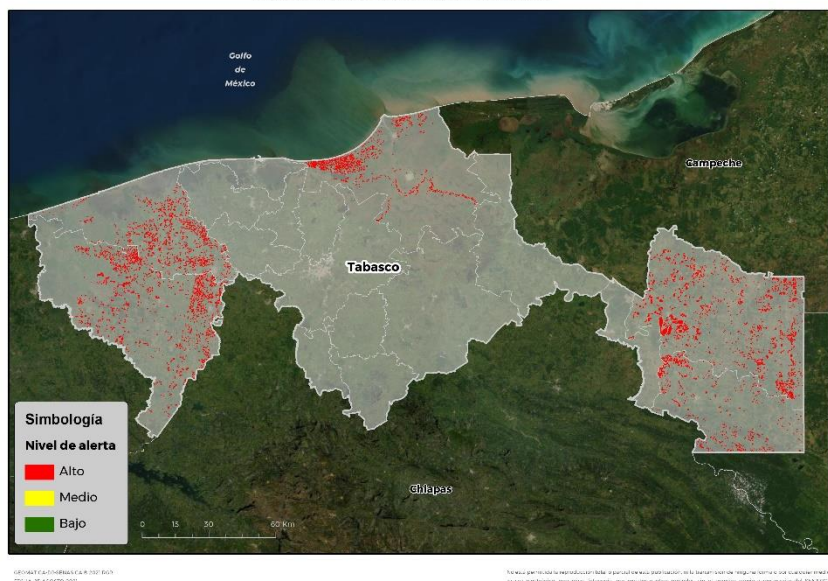 Golfo
de
México
Campeche
Tabasco
Simbología
Nivel de alerta
Alto
Medio
Bajo
0 15 30 60 Km
Chiapas